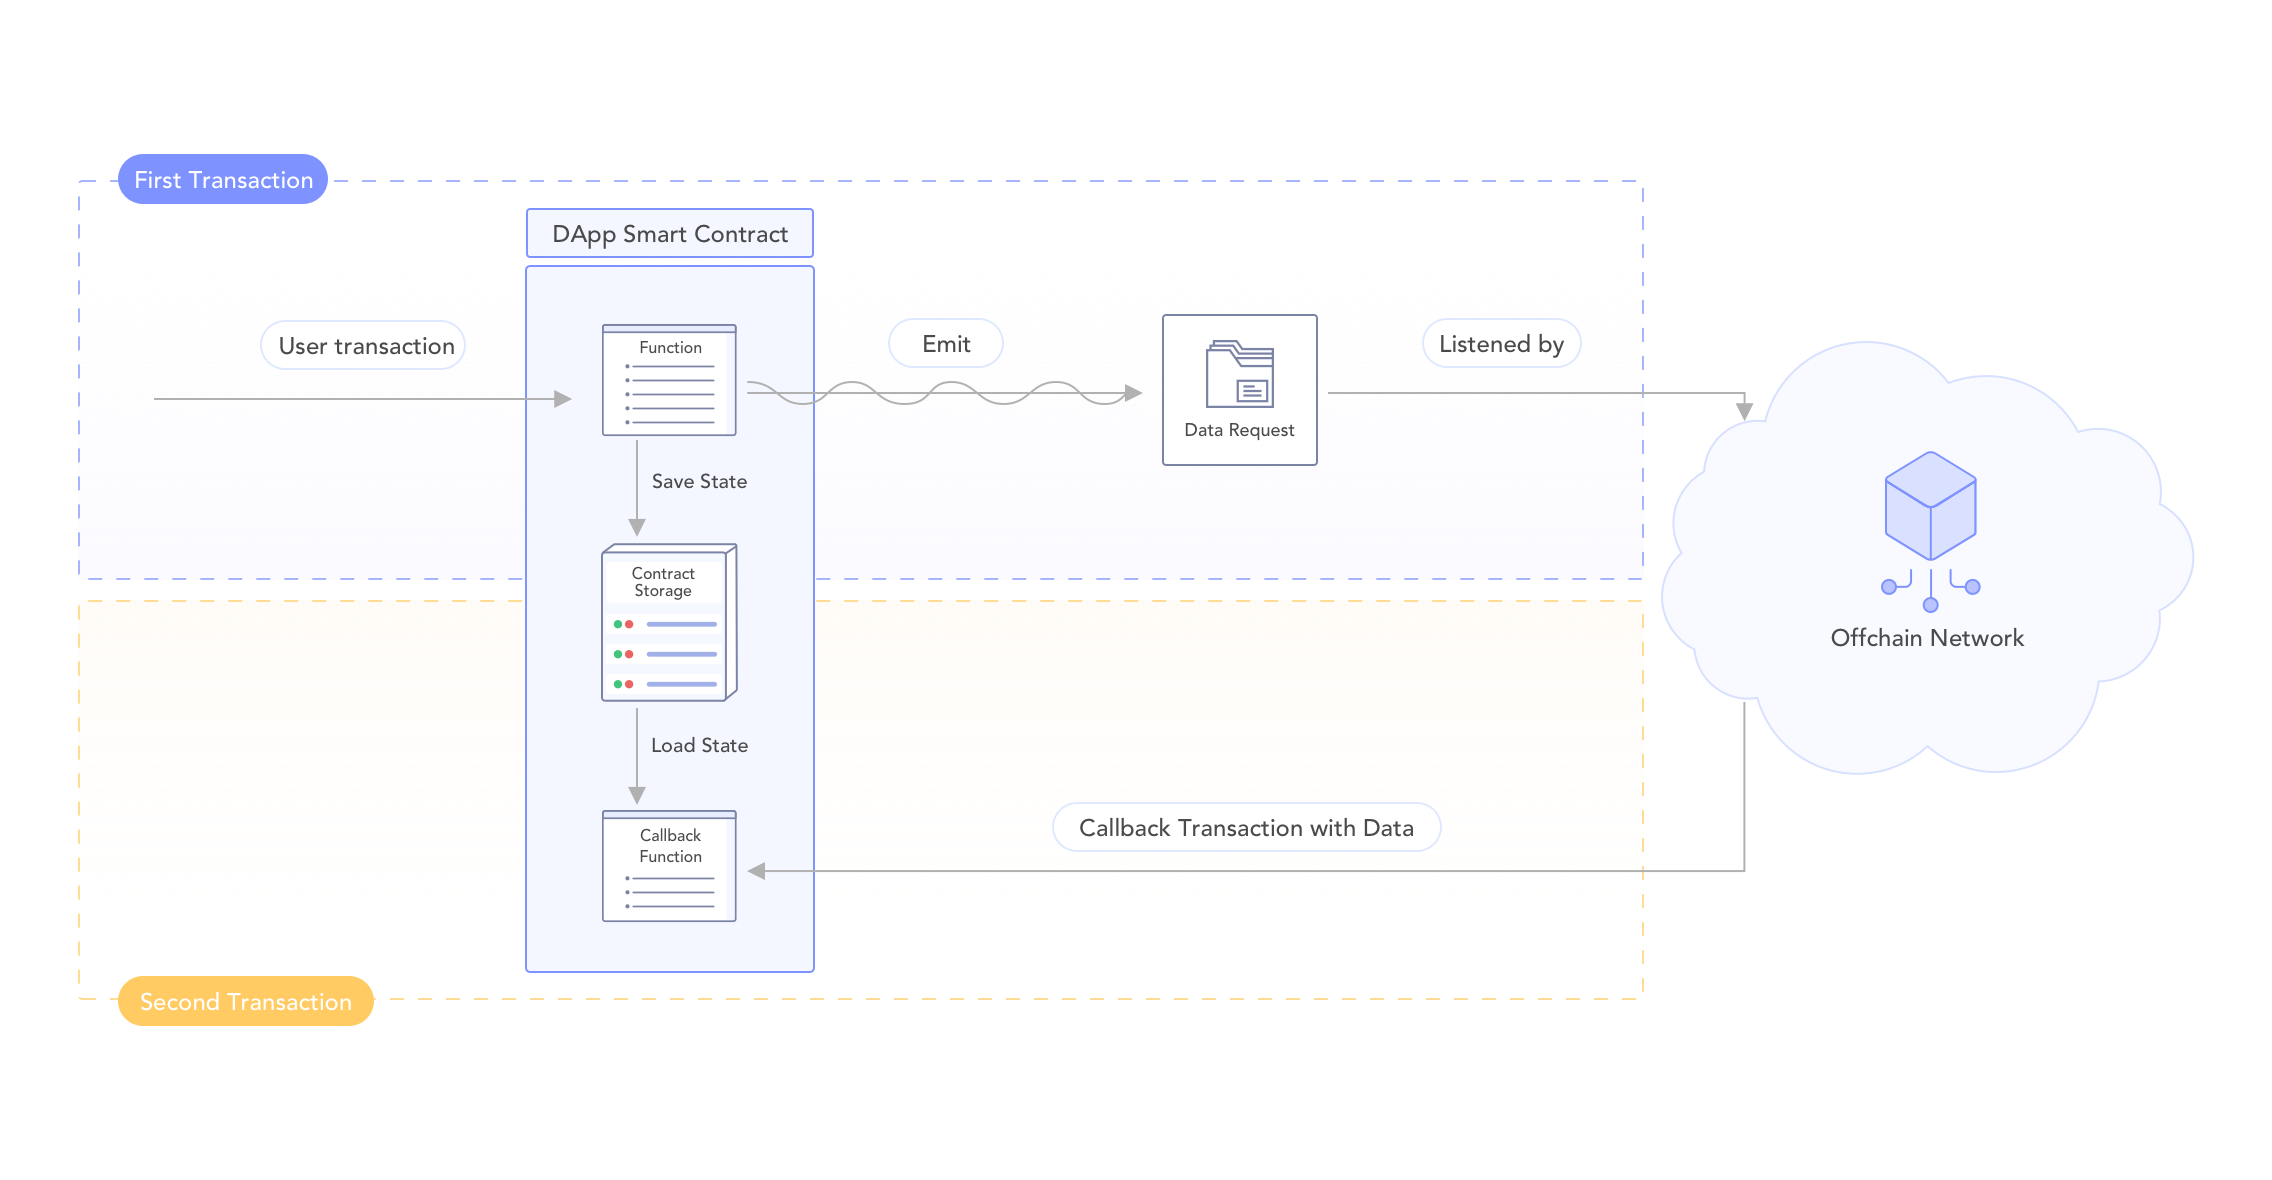 First Transaction
DApp Smart Contract
User transaction
Function
Emit
Data Request
Listened by
Save State
Contract
Storage
Offchain Network
Load State
Callback
Function
Callback Transaction with Data
Second Transaction